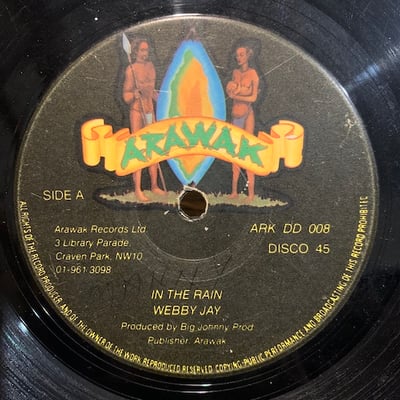 ARAWAK
SIDE A
ARK DD 008
DISCO 45
Arawak Records Ltd
3 Library Parade,
Craven Park, NW10
01-961 3098
IN THE RAIN
WEBBY JAY
Produced by Big Johnny Prod
Publisher: Arawak
ALL RIGHTS OF THE RECORD PRODUCER AND OF THE OWNER OF THE WORK REPRODUCED RESERVED COPYING, PUBLIC PERFORMANCE AND BROADCASTING OF THIS RECORD PROHIBITED